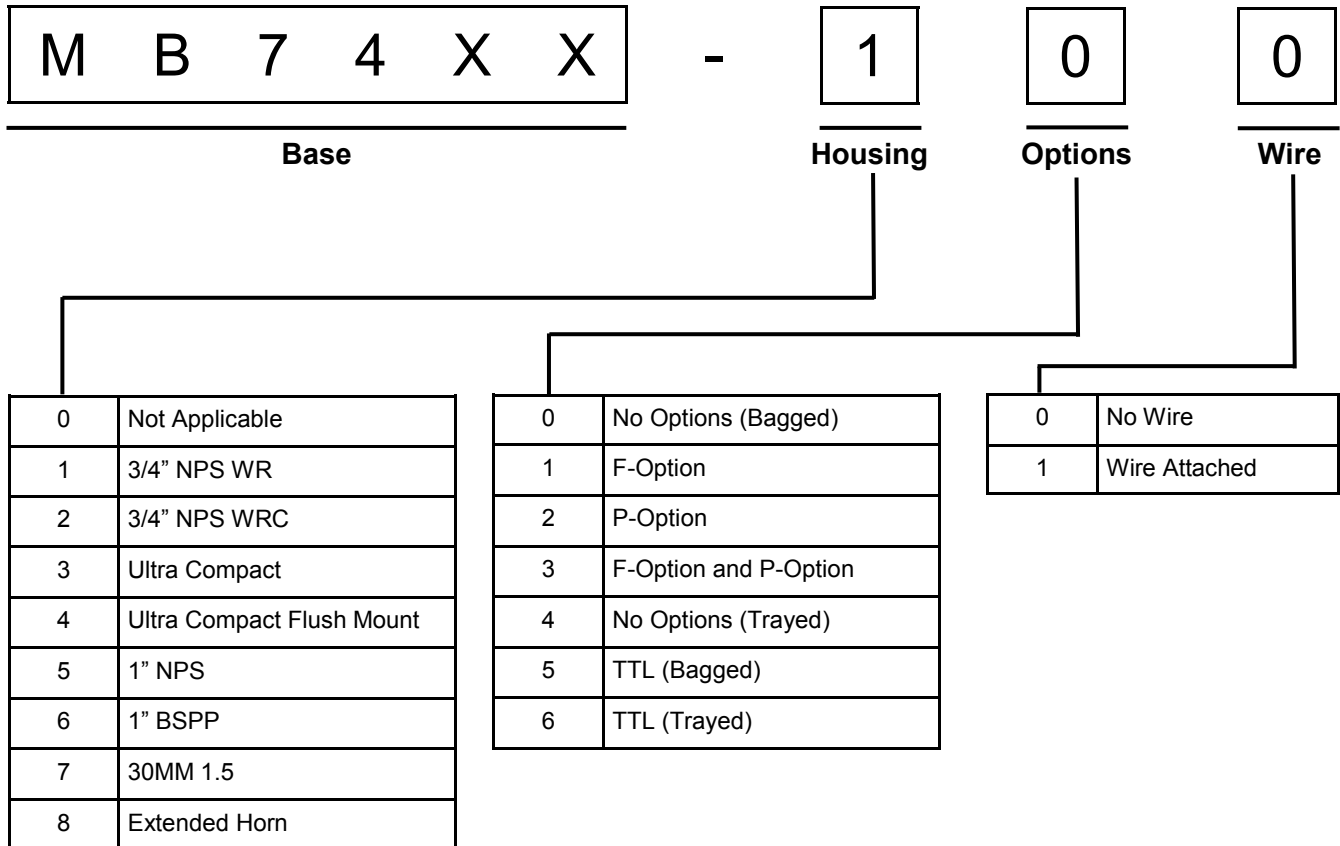 M B 7 4 X X - 1 0 0
Base Housing Options Wire
0 Not Applicable
1 3/4” NPS WR
2 3/4” NPS WRC
3 Ultra Compact
4 Ultra Compact Flush Mount
5 1” NPS
6 1” BSPP
7 30MM 1.5
8 Extended Horn
0 No Options (Bagged)
1 F-Option
2 P-Option
3 F-Option and P-Option
4 No Options (Trayed)
5 TTL (Bagged)
6 TTL (Trayed)
0 No Wire
1 Wire Attached